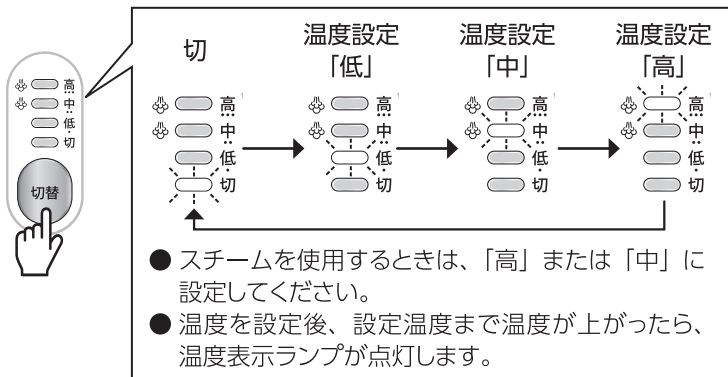 高
中
低
切
切替
切
温度設定
「低」
温度設定
「中」
温度設定
「高」
高
中
低
切
高
中
低
切
高
中
低
切
高
中
低
切
● スチームを使用するときは、「高」または「中」に
設定してください。
● 温度を設定後、設定温度まで温度が上がったら、
温度表示ランプが点灯します。